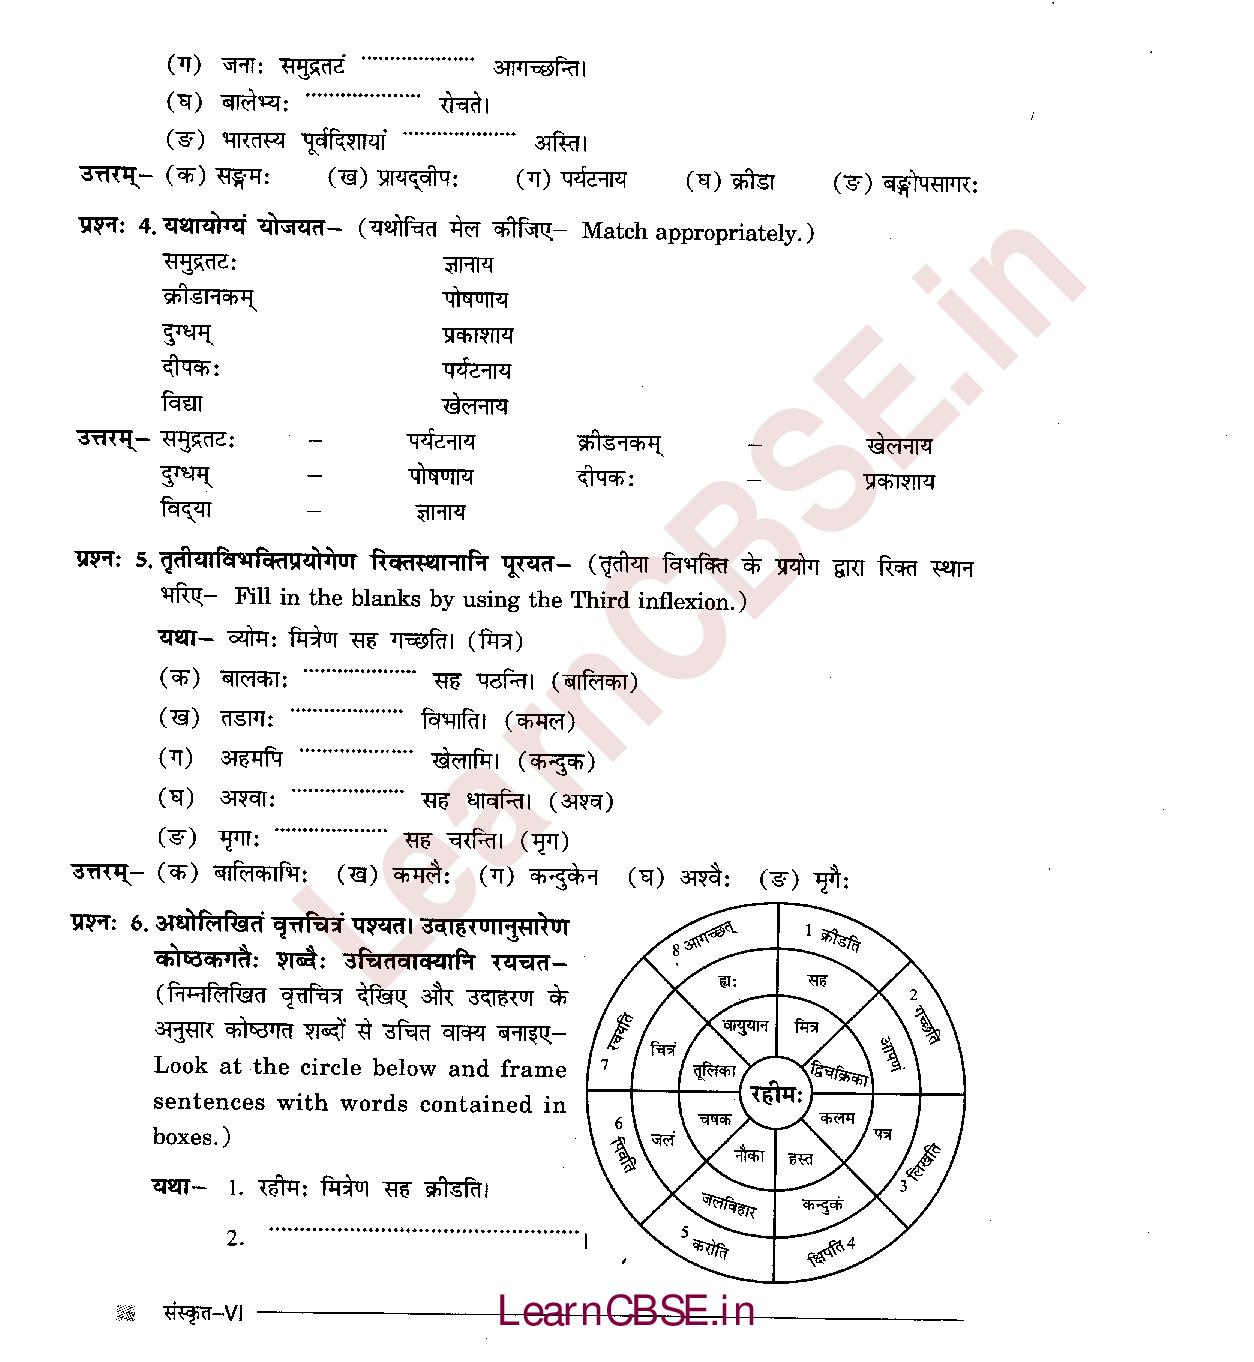 (ग) जनाः समुद्रतटं ................... आगच्छन्ति।
(घ) बालेभ्यः ................... रोचते।
(ङ) भारतस्य पूर्वदिशायां ................... अस्ति।
उत्तरम्– (क) सङ्गमः (ख) प्रायद्वीपः (ग) पर्यटनाय (घ) क्रीडा (ङ) बङ्गोपसागरः
प्रश्नः 4. यथायोग्यं योजयत– (यथोचित मेल कीजिए– Match appropriately.)
समुद्रतटः ज्ञानाय
क्रीडानकम् पोषणाय
दुग्धम् प्रकाशाय
दीपकः पर्यटनाय
विद्या खेलनाय
उत्तरम्– समुद्रतटः – पर्यटनाय क्रीडनकम् – खेलनाय
दुग्धम् – पोषणाय दीपकः – प्रकाशाय
विद्या – ज्ञानाय
प्रश्नः 5. तृतीयाविभक्तिप्रयोगेण रिक्तस्थानानि पूरयत– (तृतीया विभक्ति के प्रयोग द्वारा रिक्त स्थान
भरिए– Fill in the blanks by using the Third inflexion.)
यथा– व्योमः मित्रेण सह गच्छति। (मित्र)
(क) बालकाः ................... सह पठन्ति। (बालिका)
(ख) तडागः ................... विभाति। (कमल)
(ग) अहमपि ................... खेलामि। (कन्दुक)
(घ) अश्वाः ................... सह धावन्ति। (अश्व)
(ङ) मृगाः ................... सह चरन्ति। (मृग)
उत्तरम्– (क) बालिकाभिः (ख) कमलैः (ग) कन्दुकेन (घ) अश्वैः (ङ) मृगैः
प्रश्नः 6. अधोलिखितं वृत्तचित्रं पश्यत। उदाहरणानुसारेण
कोष्ठकगतैः शब्दैः उचितवाक्यानि रचयत–
(निम्नलिखित वृत्तचित्र देखिए और उदाहरण के
अनुसार कोष्ठगत शब्दों से उचित वाक्य बनाइए–
Look at the circle below and frame
sentences with words contained in
boxes.)
यथा– 1. रहीमः मित्रेण सह क्रीडति।
2. ...................................................।
8 आगच्छत्
1 क्रीडति
2 गच्छति
3 लिखति
क्षिपति 4
5 करोति
6 पिबति
7 रचयति
ह्यः
सह
आपणं
पत्र
कन्दुकं
जलविहार
जलं
चित्रं
वायुयान
मित्र
द्विचक्रिका
कलम
हस्त
नौका
चषक
तूलिका
रहीमः
संस्कृत–VI
LearnCBSE.in
LearnCBSE.in